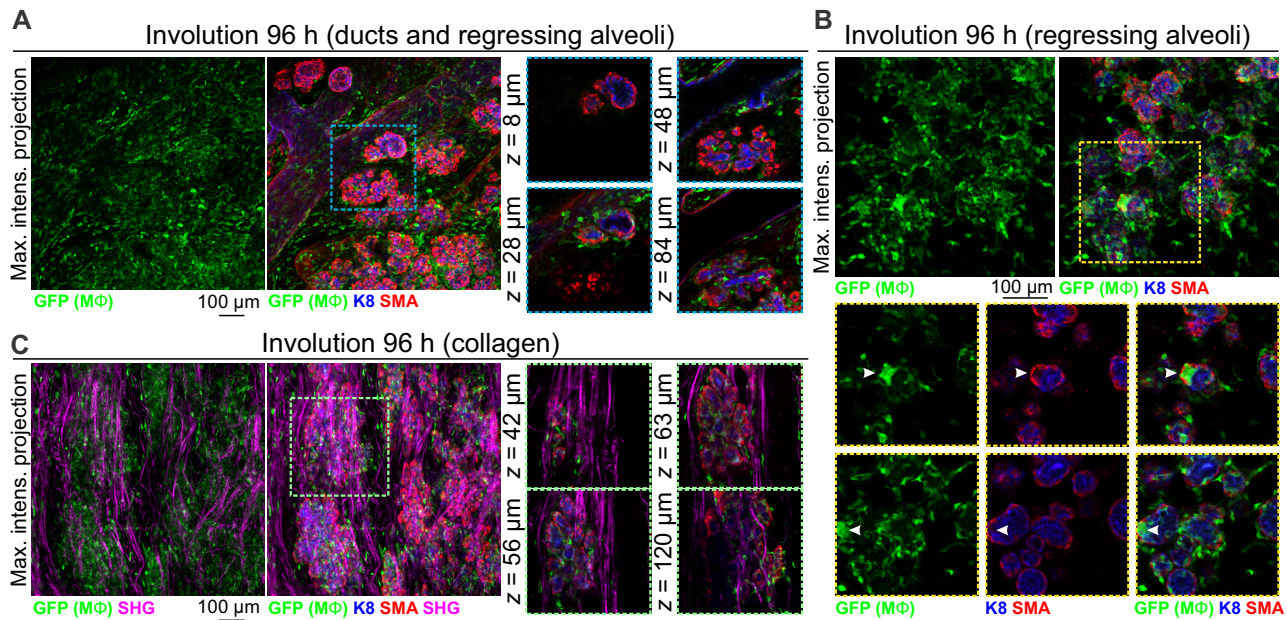 A
Involution 96 h (ducts and regressing alveoli)
Max. intens. projection
GFP (MΦ)
100 µm
GFP (MΦ) K8 SMA
z = 8 µm
z = 48 µm
z = 28 µm
z = 84 µm
B
Involution 96 h (regressing alveoli)
Max. intens. projection
GFP (MΦ)
100 µm
GFP (MΦ) K8 SMA
GFP (MΦ)
K8 SMA
GFP (MΦ) K8 SMA
C
Involution 96 h (collagen)
Max. intens. projection
GFP (MΦ) SHG
100 µm
GFP (MΦ) K8 SMA SHG
z = 42 µm
z = 63 µm
z = 56 µm
z = 120 µm